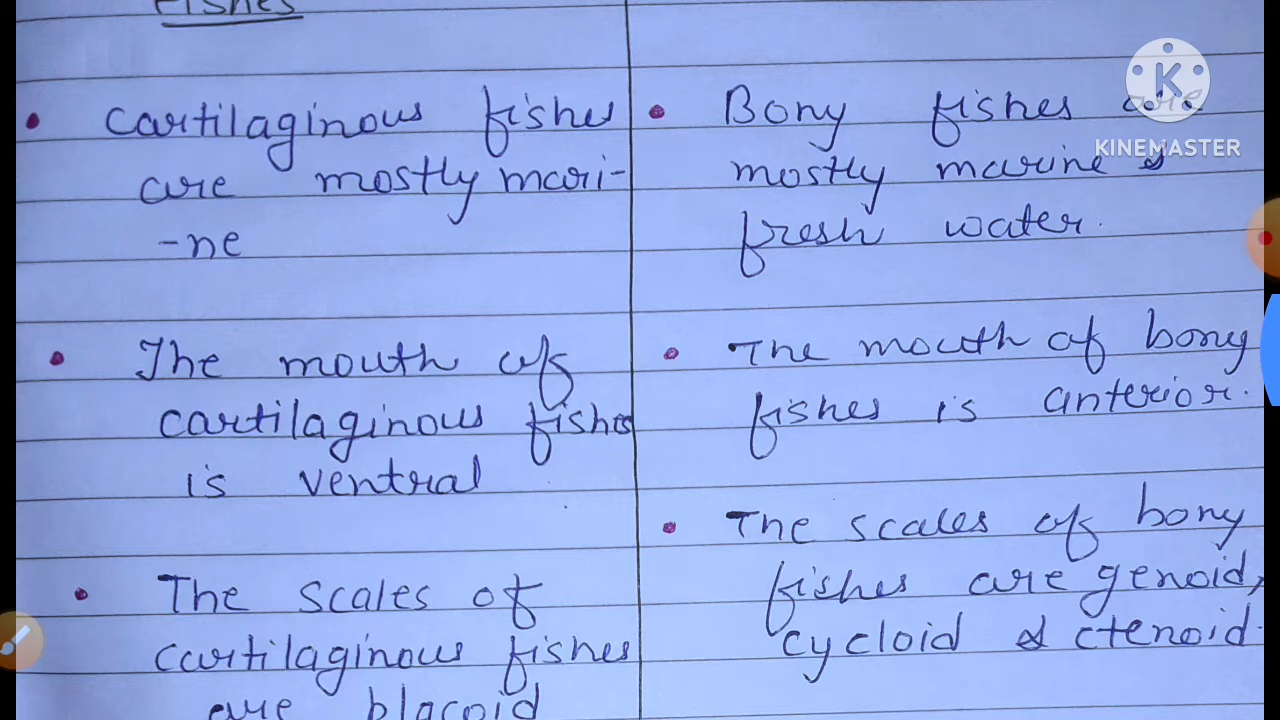 Fishes
• Cartilaginous fishes
are mostly mari-
-ne
• The mouth of
cartilaginous fishes
is ventral
• The scales of
cartilaginous fishes
are placoid
• Bony fishes are
mostly marine &
fresh water.
• The mouth of bony
fishes is anterior.
• The scales of bony
fishes are genoid,
cycloid & ctenoid.
K
KINEMASTER